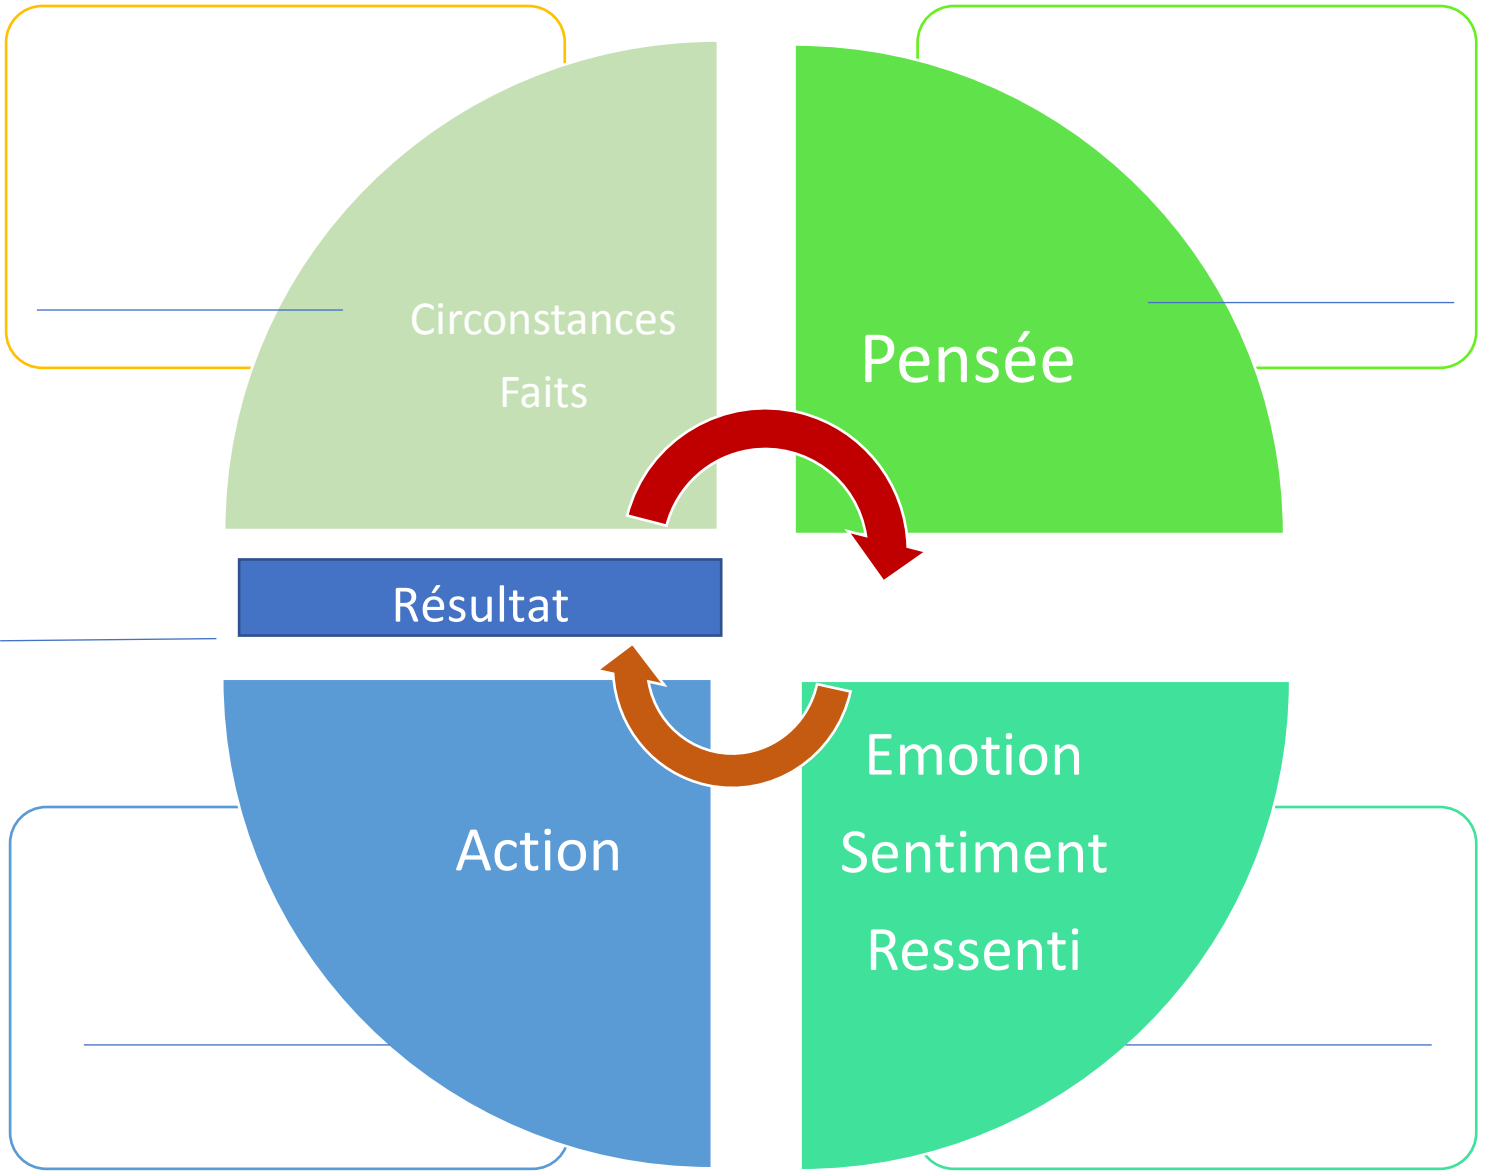 Circonstances
Faits
Pensée
Résultat
Action
Emotion
Sentiment
Ressenti